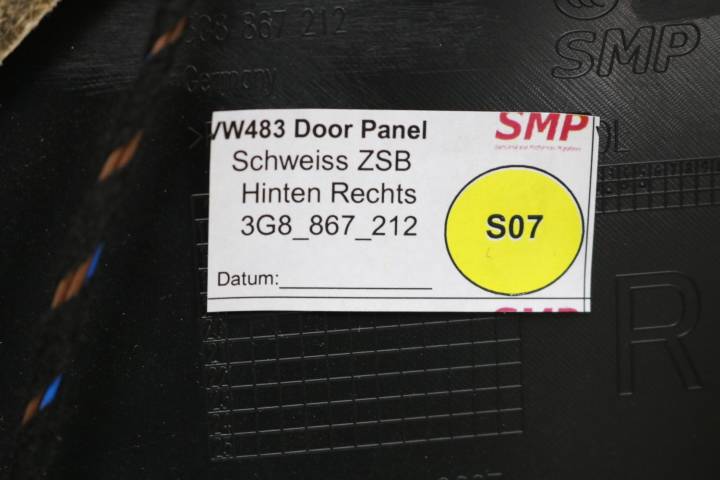 3G8 867 212
Germany
SMP
VW483 Door Panel
SMP
Schweiss ZSB
Hinten Rechts
3G8_867_212
S07
Datum:
R